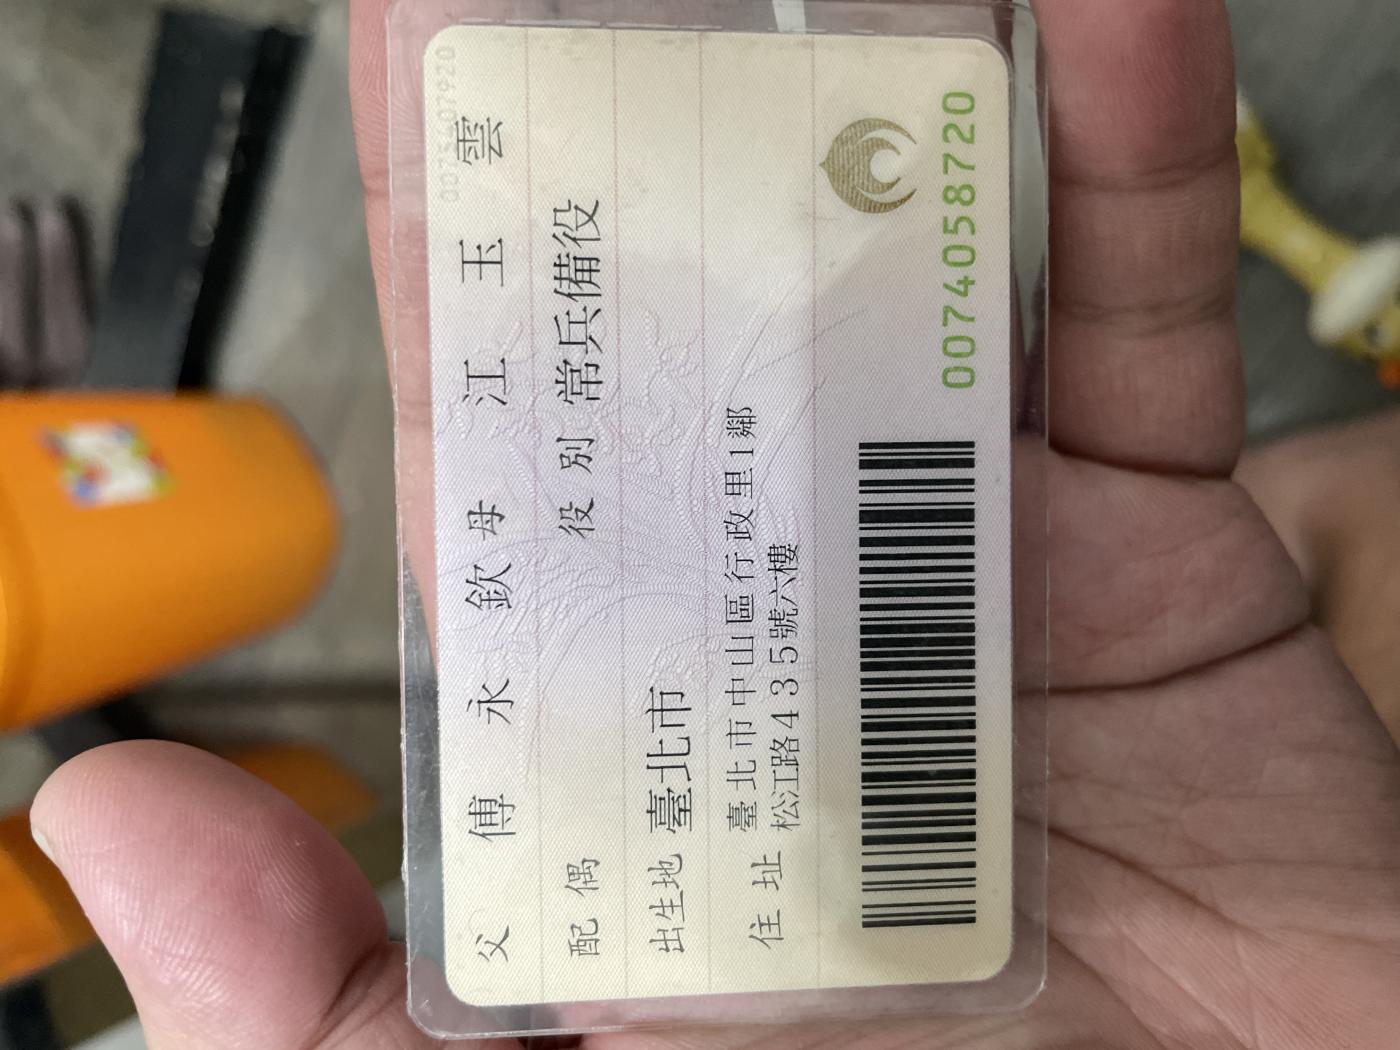 父 傅永欽 母 江玉雲
配偶 役別 常兵備役
出生地 臺北市
住址 臺北市中山區行政里1鄰
松江路435號六樓
0074058720